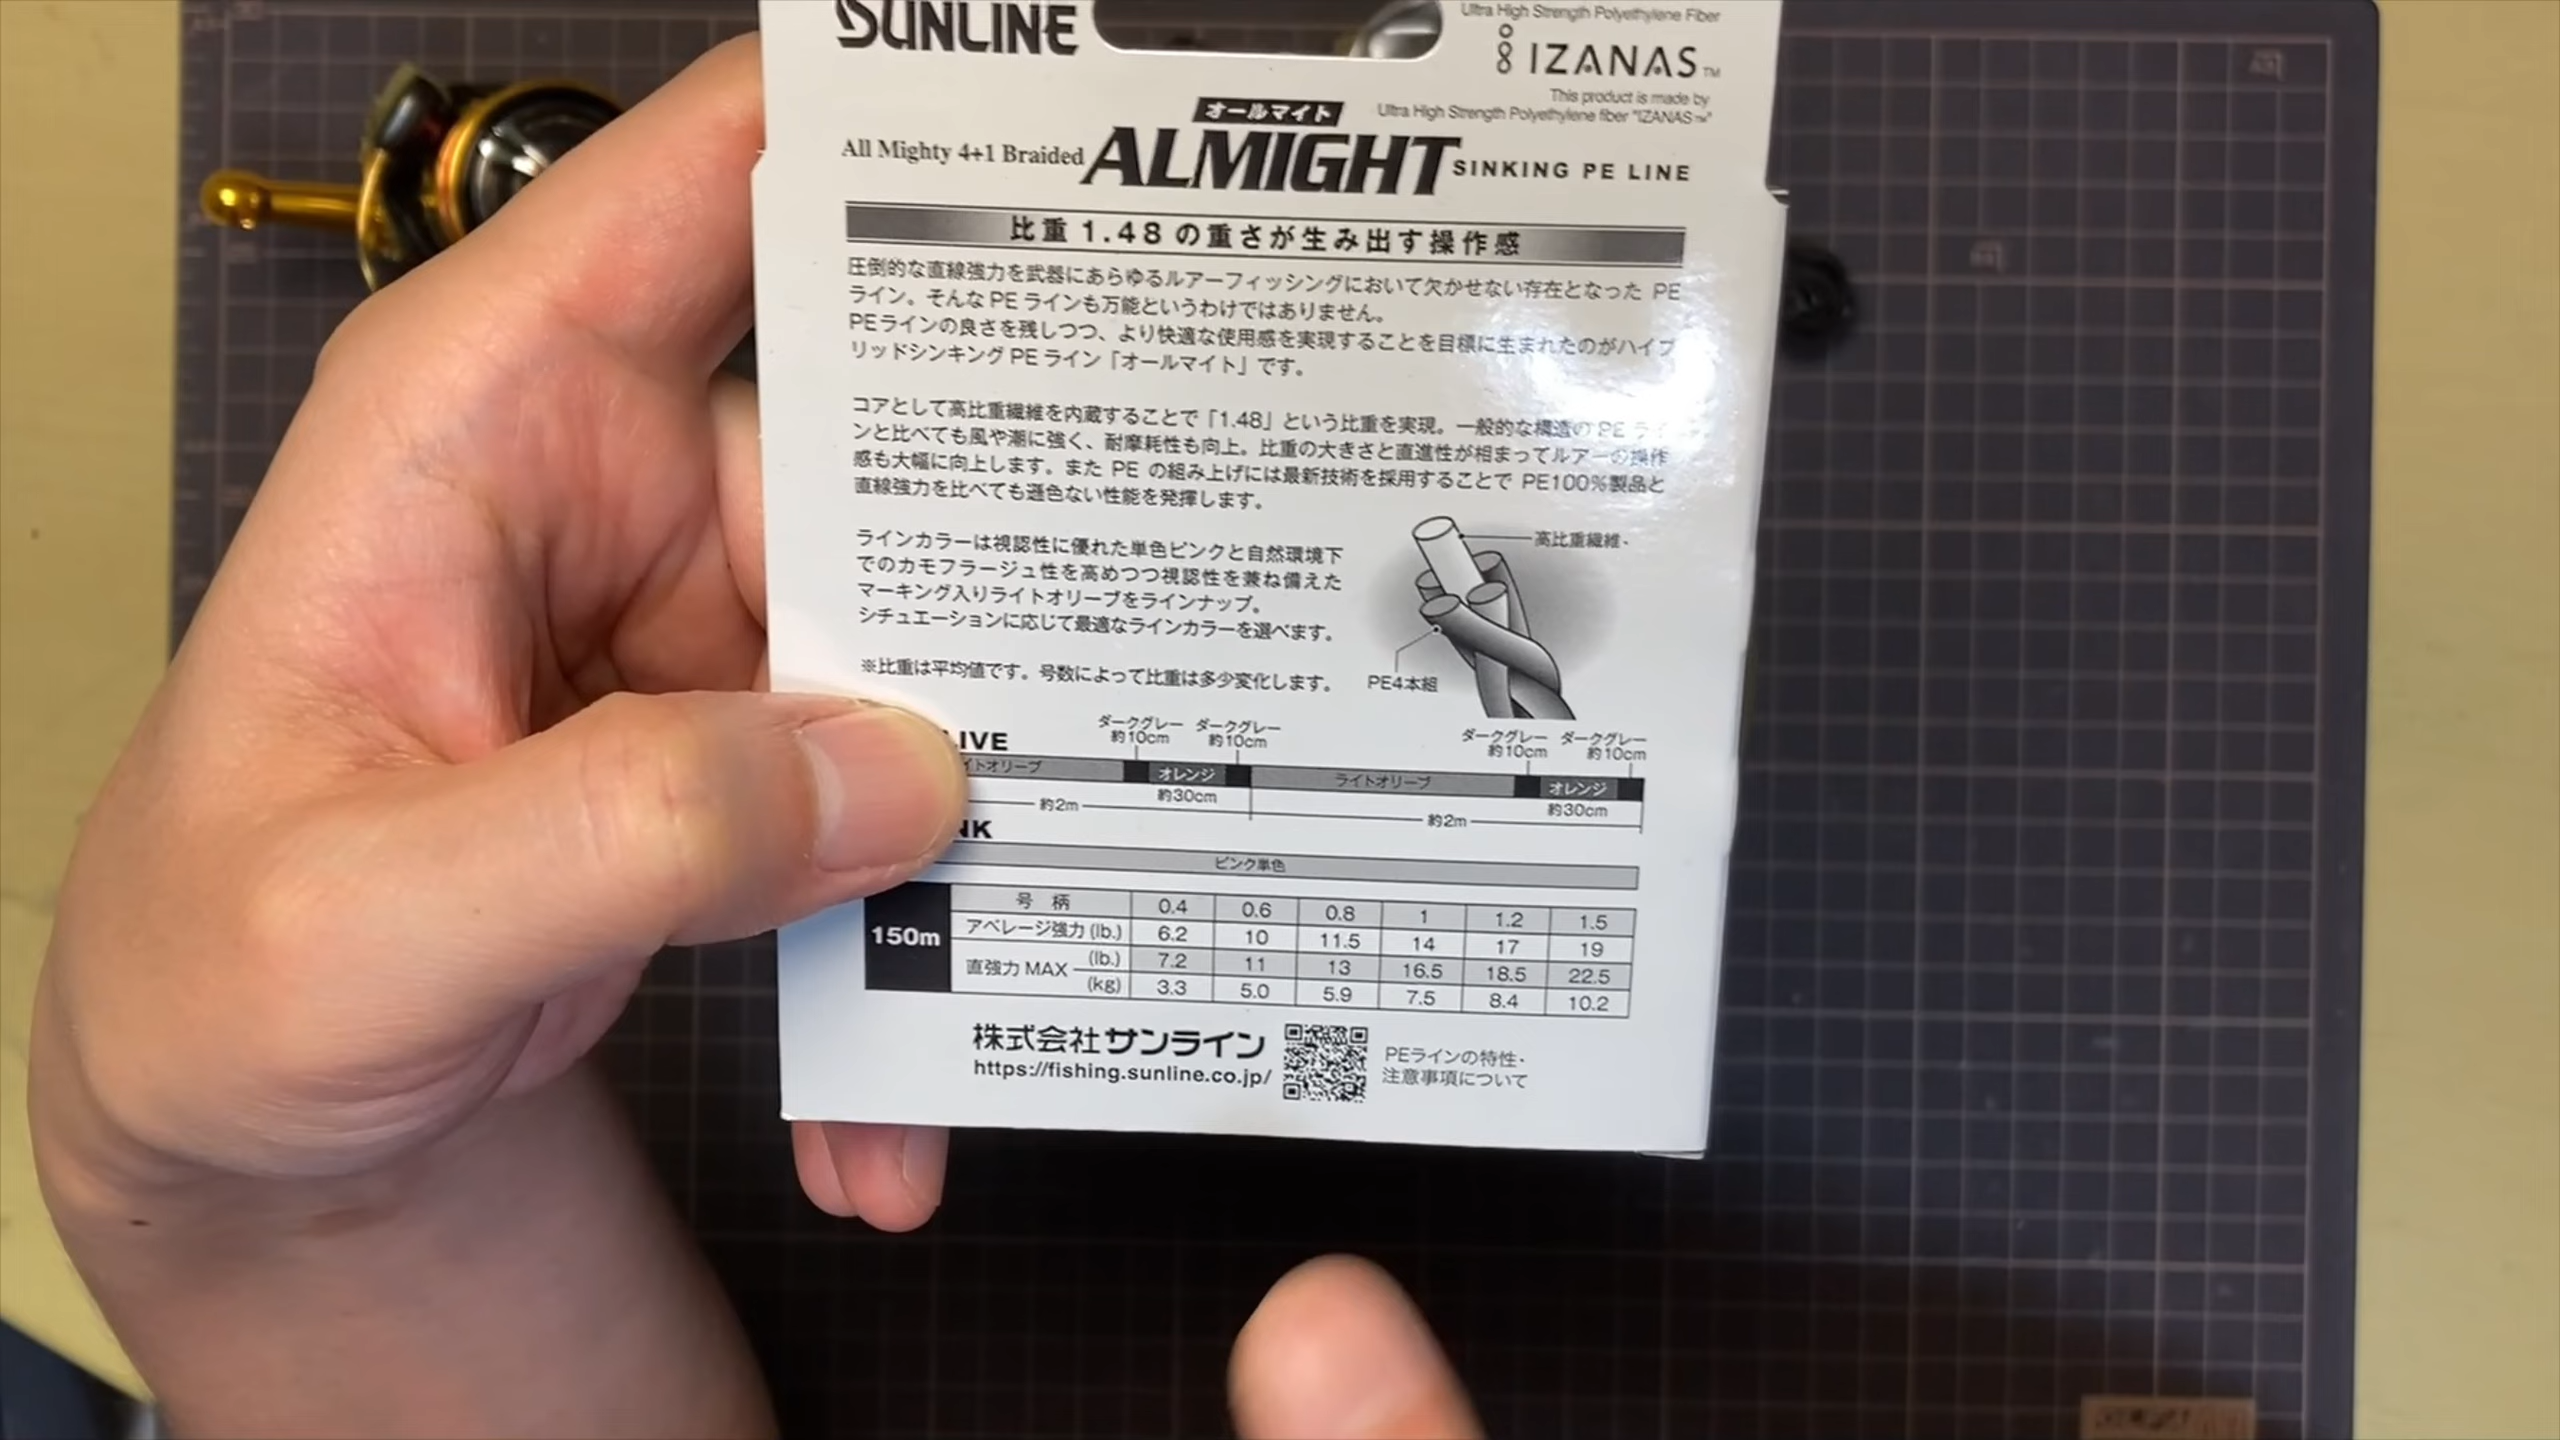 SUNLINE
Ultra High Strength Polyethylene Fiber
IZANAS™
This product is made by
Ultra High Strength Polyethylene fiber "IZANAS™"
オールマイト
All Mighty 4+1 Braided ALMIGHT SINKING PE LINE
比重1.48の重さが生み出す操作感
圧倒的な直線強力を武器にあらゆるルアーフィッシングにおいて欠かせない存在となった PE
ライン。そんな PE ラインも万能というわけではありません。
PEラインの良さを残しつつ、より快適な使用感を実現することを目標に生まれたのがハイブ
リッドシンキング PE ライン「オールマイト」です。
コアとして高比重繊維を内蔵することで「1.48」という比重を実現。一般的な構造の PE ライ
ンと比べても風や潮に強く、耐摩耗性も向上。比重の大きさと直進性が相まってルアーの操作
感も大幅に向上します。また PE の組み上げには最新技術を採用することで PE100%製品と
直線強力を比べても遜色ない性能を発揮します。
ラインカラーは視認性に優れた単色ピンクと自然環境下
でのカモフラージュ性を高めつつ視認性を兼ね備えた
マーキング入りライトオリーブをラインナップ。
シチュエーションに応じて最適なラインカラーを選べます。
※比重は平均値です。号数によって比重は多少変化します。
高比重繊維
PE4本組
LIVE
ダークグレー ダークグレー ダークグレー ダークグレー
約10cm 約10cm 約10cm 約10cm
イトオリーブ オレンジ ライトオリーブ オレンジ
約2m 約30cm 約2m 約30cm
NK
ピンク単色
150m
号柄 0.4 0.6 0.8 1 1.2 1.5
アベレージ強力 (lb.) 6.2 10 11.5 14 17 19
直強力 MAX (lb.) 7.2 11 13 16.5 18.5 22.5
(kg) 3.3 5.0 5.9 7.5 8.4 10.2
株式会社サンライン
https://fishing.sunline.co.jp/
PEラインの特性・
注意事項について